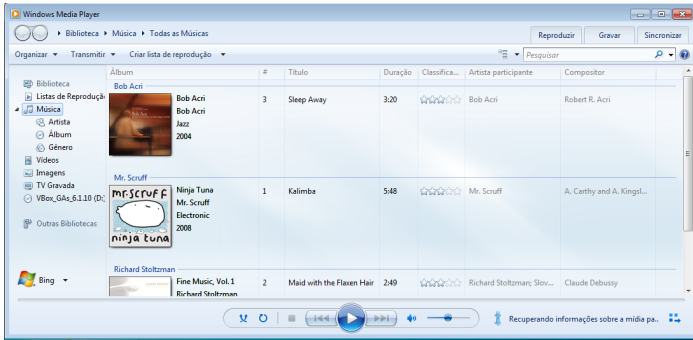 Windows Media Player
Biblioteca ▸ Música ▸ Todas as Músicas
Reproduzir Gravar Sincronizar
Organizar Transmitir Criar lista de reprodução Pesquisar
Álbum # Título Duração Classifica... Artista participante Compositor
Biblioteca
Listas de Reproduçã
Música
Artista
Álbum
Gênero
Vídeos
Imagens
TV Gravada
VBox_GAs_6.1.10 (D:)
Outras Bibliotecas
Bing
Bob Acri
Bob Acri 3 Sleep Away 3:20 Bob Acri Robert R. Acri
Bob Acri
Jazz
2004
Mr. Scruff
mr.scruff
ninja tuna
Ninja Tuna 1 Kalimba 5:48 Mr. Scruff A. Carthy and A. Kingsl...
Mr. Scruff
Electronic
2008
Richard Stoltzman
Fine Music, Vol. 1 2 Maid with the Flaxen Hair 2:49 Richard Stoltzman; Slov... Claude Debussy
Richard Stoltzman
Recuperando informações sobre a mídia pa..